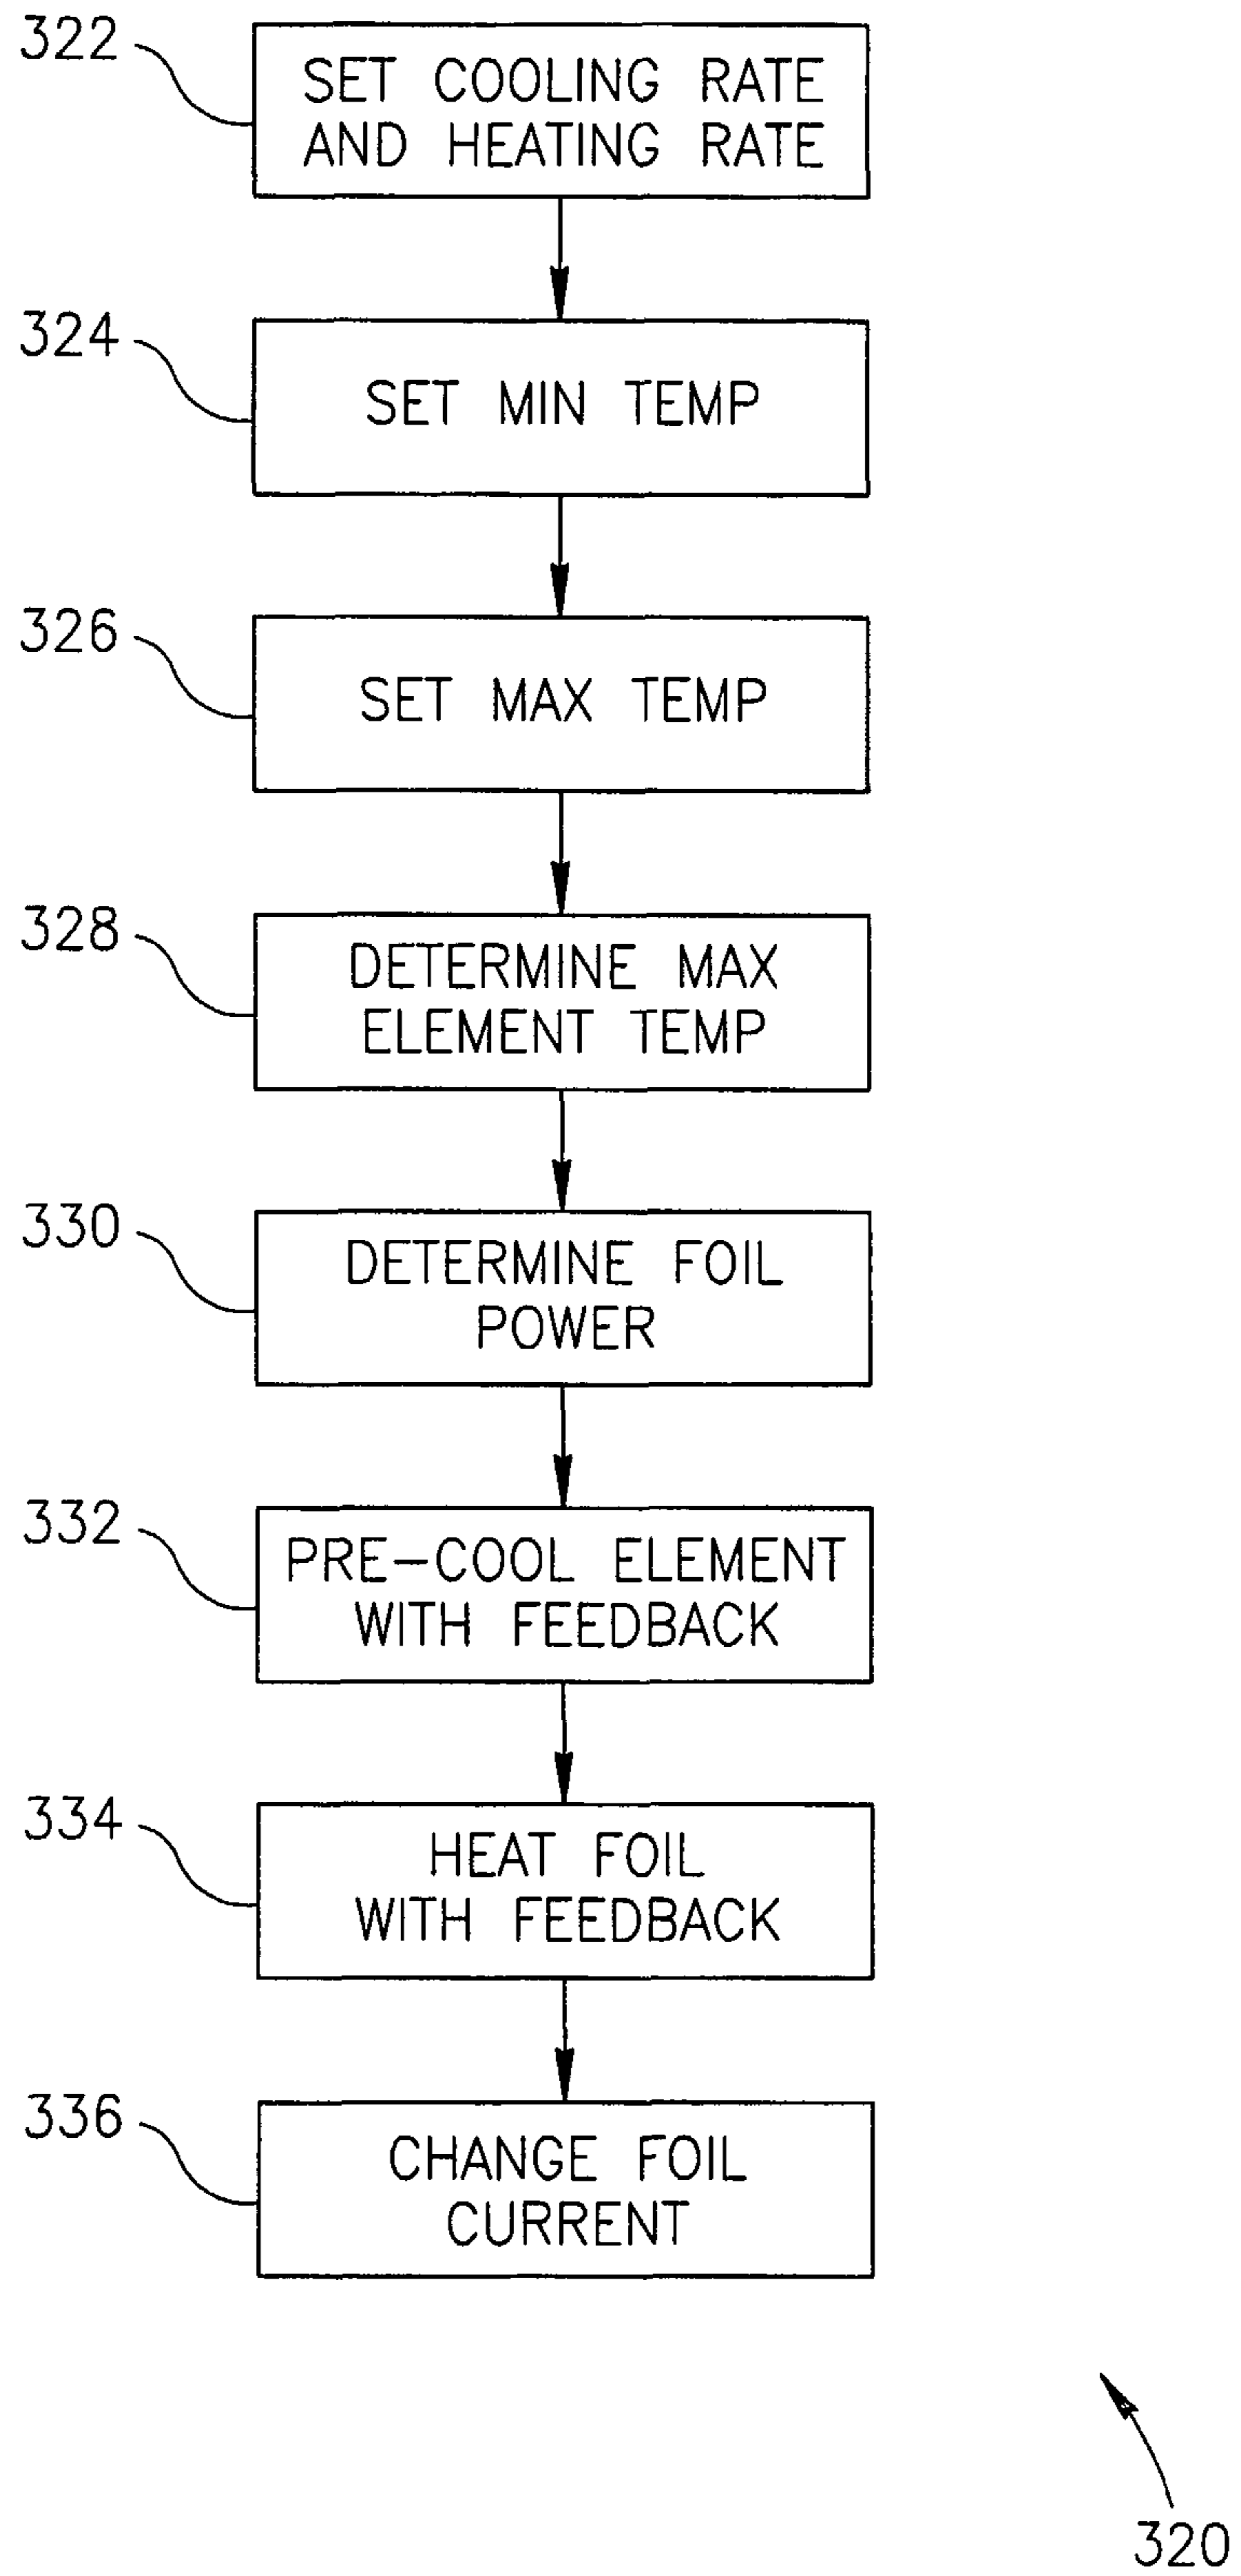 322
SET COOLING RATE
AND HEATING RATE
324
SET MIN TEMP
326
SET MAX TEMP
328
DETERMINE MAX
ELEMENT TEMP
330
DETERMINE FOIL
POWER
332
PRE-COOL ELEMENT
WITH FEEDBACK
334
HEAT FOIL
WITH FEEDBACK
336
CHANGE FOIL
CURRENT
320